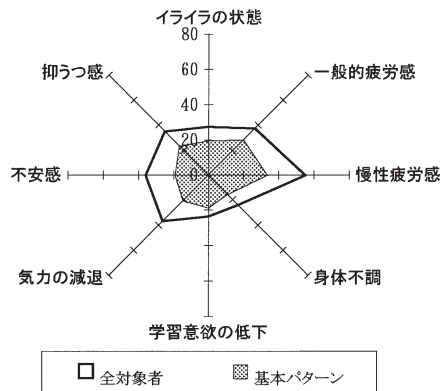 イライラの状態
80
60
抑うつ感
一般的疲労感
40
20
不安感
0
慢性疲労感
気力の減退
身体不調
学習意欲の低下
全対象者
基本パターン